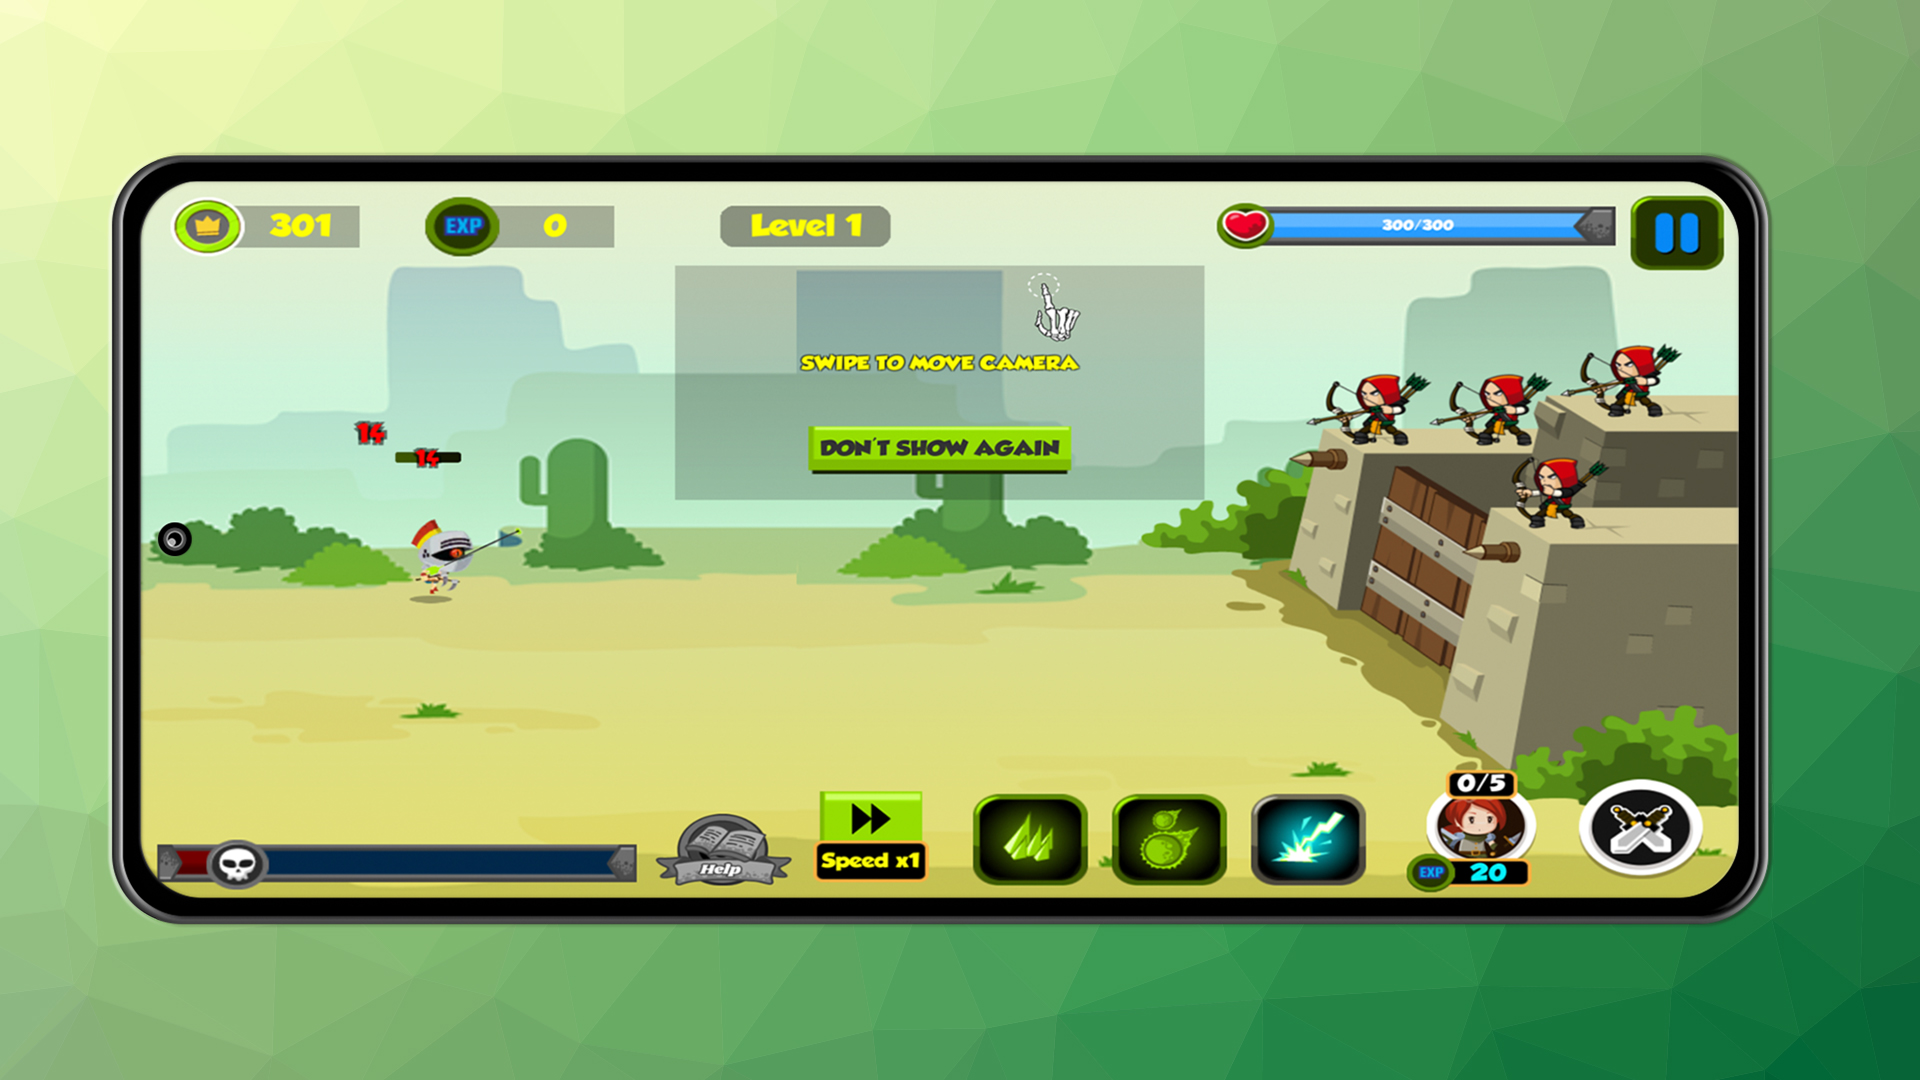 301
EXP 0
Level 1
300/300
SWIPE TO MOVE CAMERA
DON'T SHOW AGAIN
14
14
0/5
Help
Speed x1
EXP 20